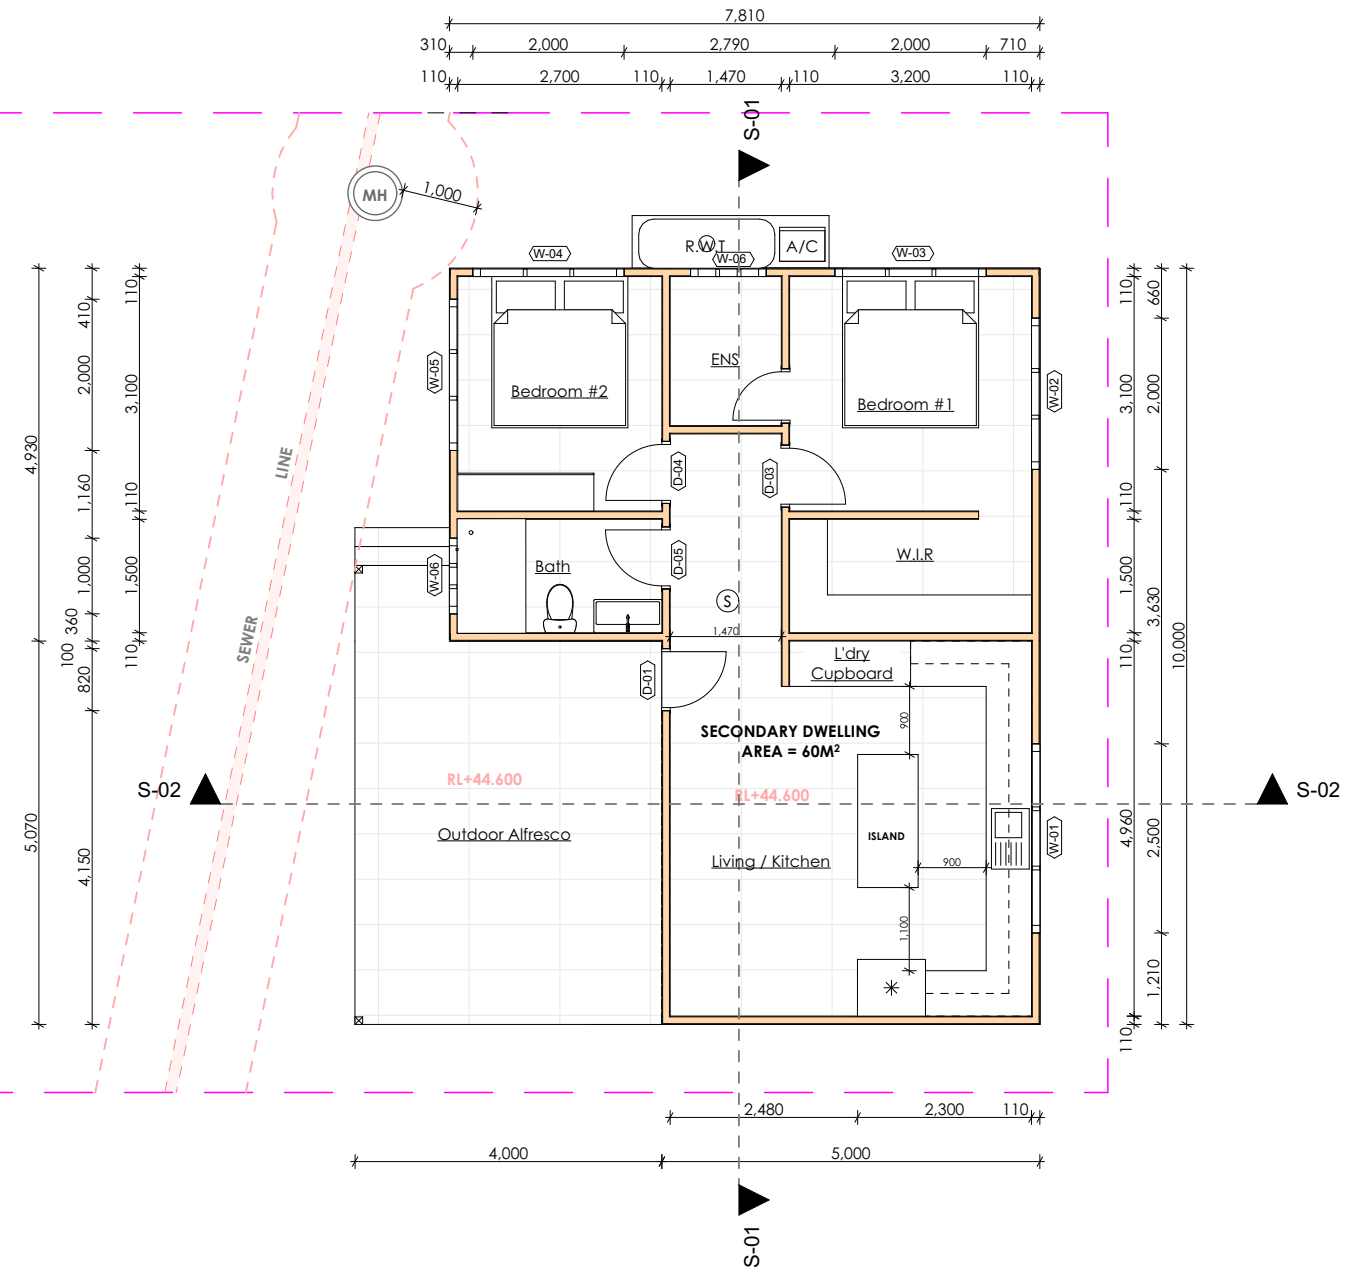 7,810
310 2,000 2,790 2,000 710
110 2,700 110 1,470 110 3,200 110
S-01
MH
1,000
R.W.T
A/C
W-04
W-06
W-03
110
410
2,000
3,100
4,930
1,160
110
1,000
1,500
360
100
110
820
5,070
4,150
W-05
Bedroom #2
ENS
Bedroom #1
W-02
110
660
3,100
2,000
110
1,500
3,630
110
10,000
4,960
2,500
1,210
110
LINE
SEWER
D-04
D-03
W-06
Bath
D-05
W.I.R
S
1,470
D-01
L'dry
Cupboard
900
SECONDARY DWELLING
AREA = 60M²
RL+44.600
RL+44.600
S-02
S-02
Outdoor Alfresco
ISLAND
W-01
Living / Kitchen
900
1,100
2,480 2,300 110
4,000 5,000
S-01